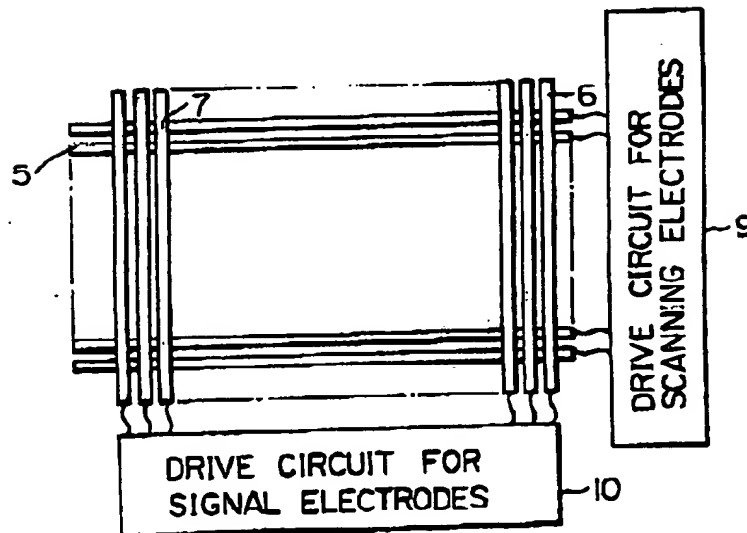 7
6
5
DRIVE CIRCUIT FOR
SCANNING ELECTRODES
9
DRIVE CIRCUIT FOR
SIGNAL ELECTRODES
10